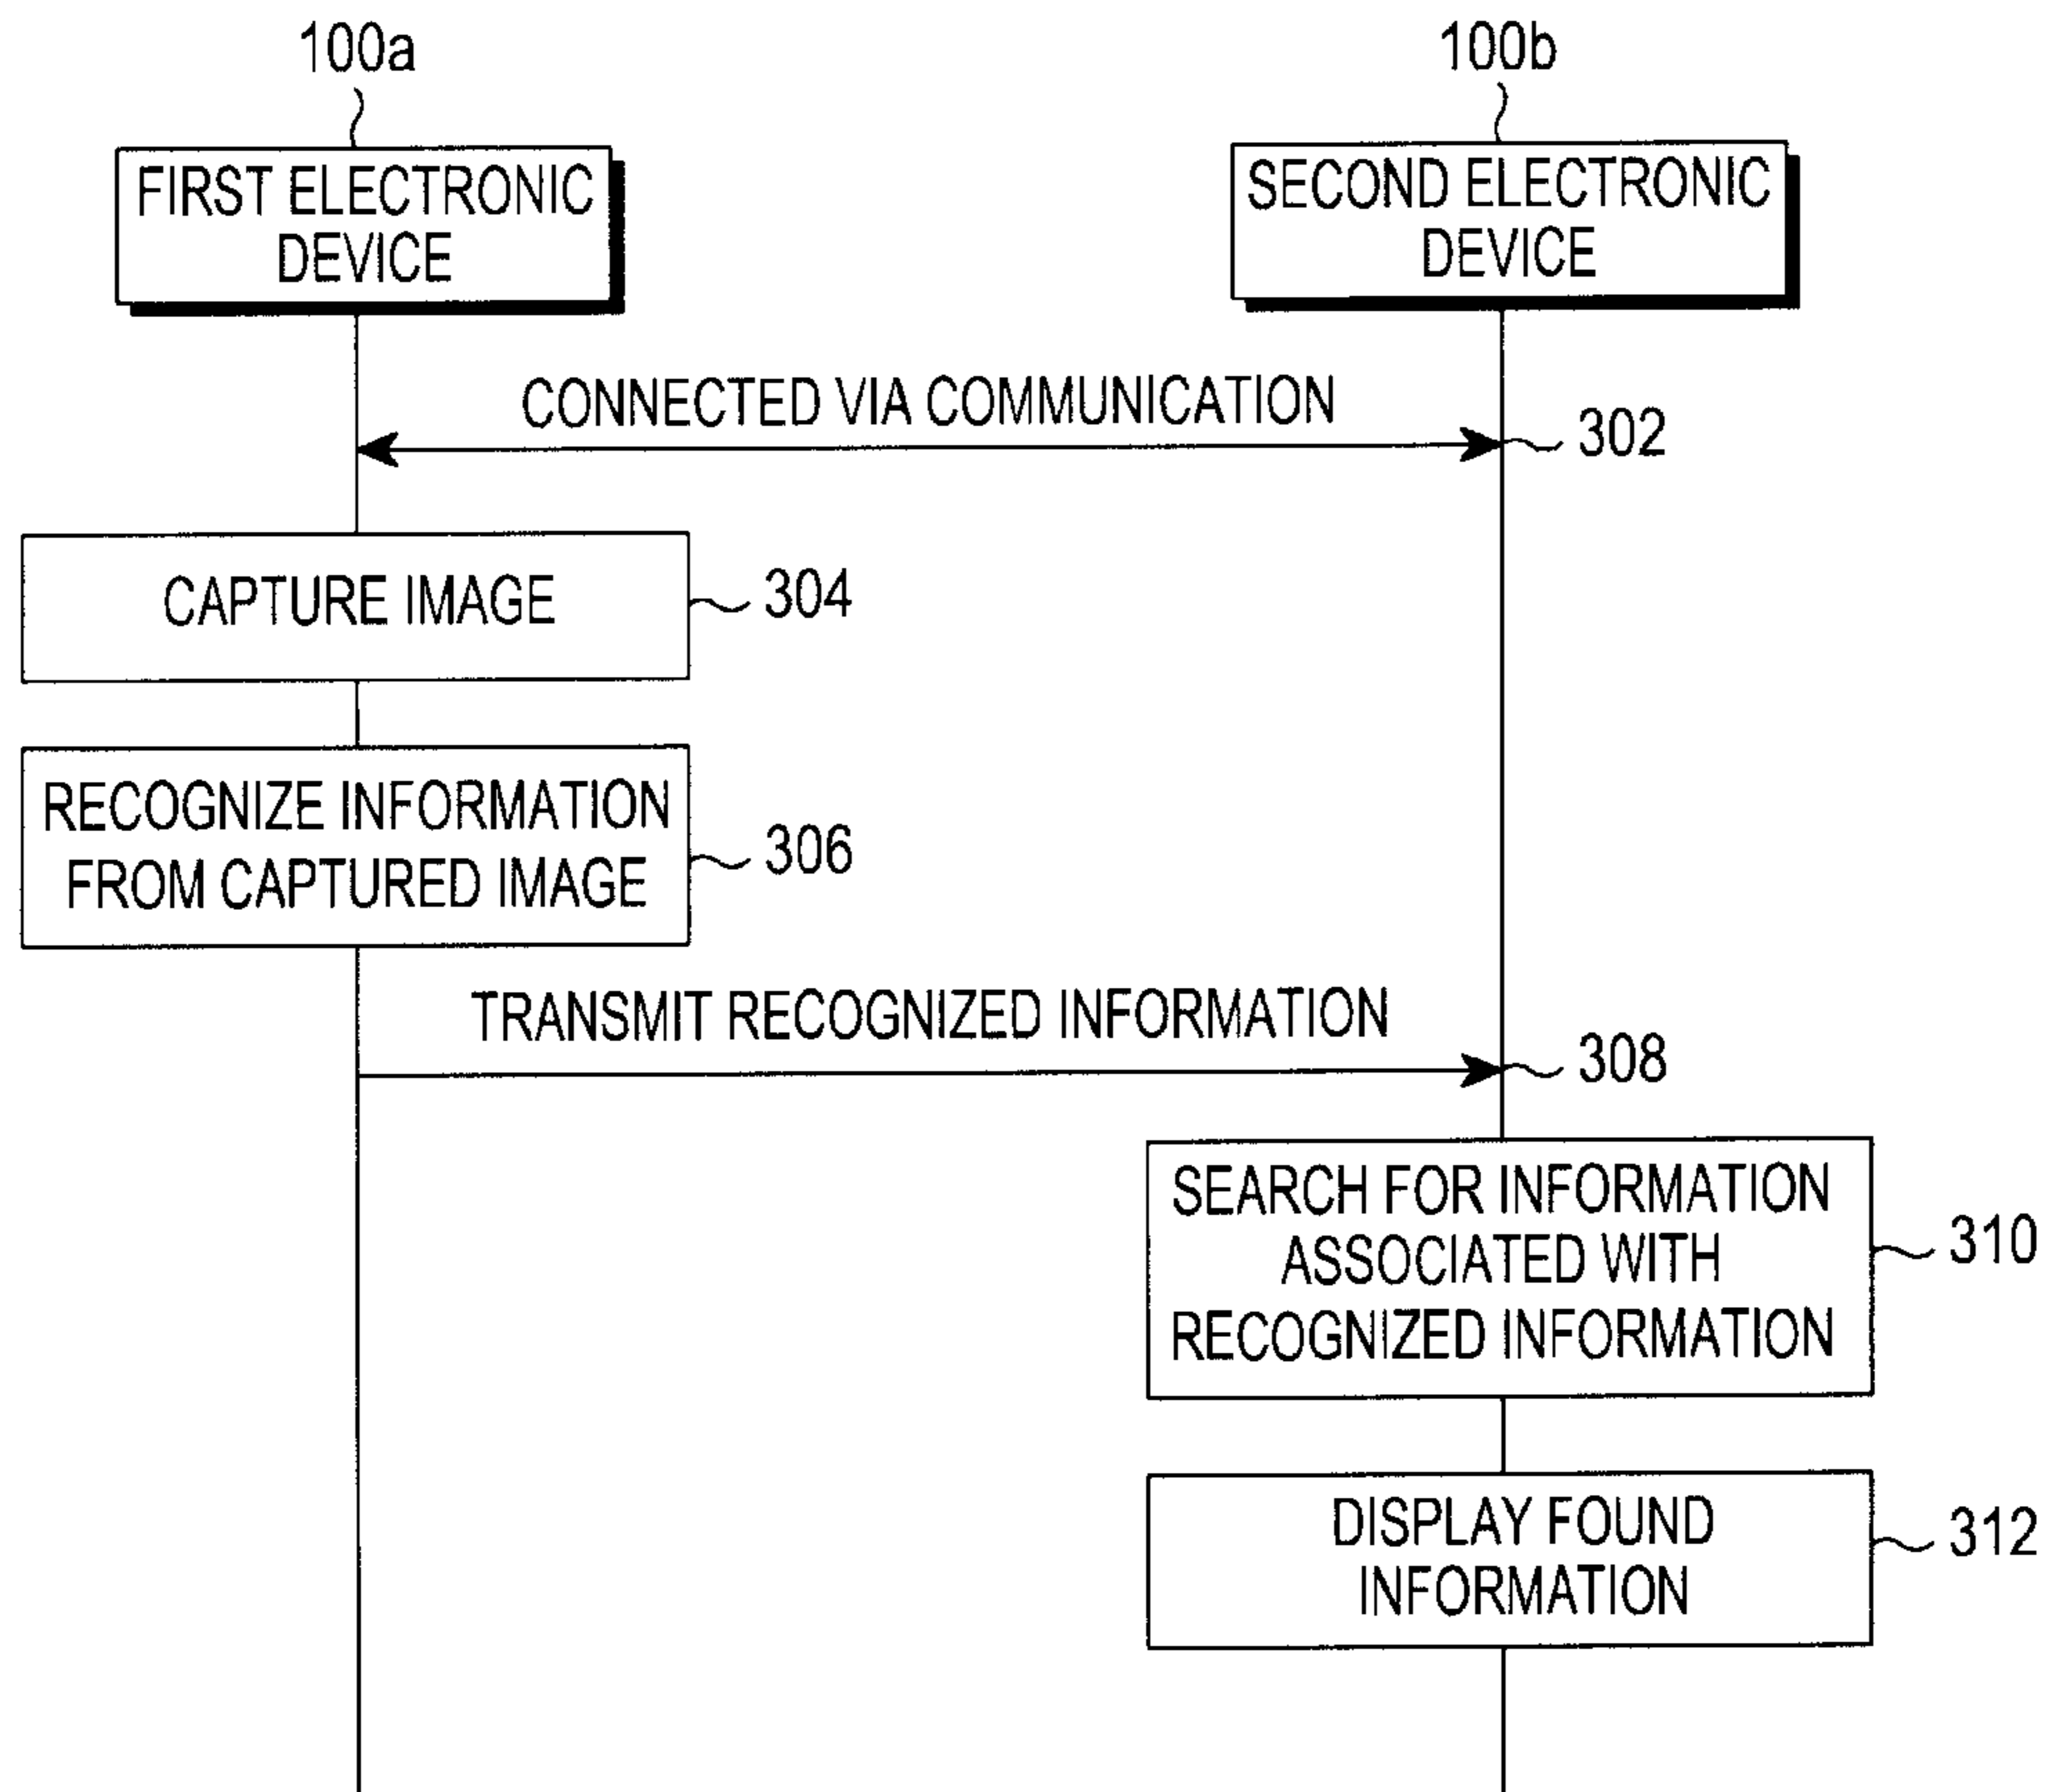 100a
100b
FIRST ELECTRONIC
DEVICE
SECOND ELECTRONIC
DEVICE
CONNECTED VIA COMMUNICATION
302
CAPTURE IMAGE
304
RECOGNIZE INFORMATION
FROM CAPTURED IMAGE
306
TRANSMIT RECOGNIZED INFORMATION
308
SEARCH FOR INFORMATION
ASSOCIATED WITH
RECOGNIZED INFORMATION
310
DISPLAY FOUND
INFORMATION
312